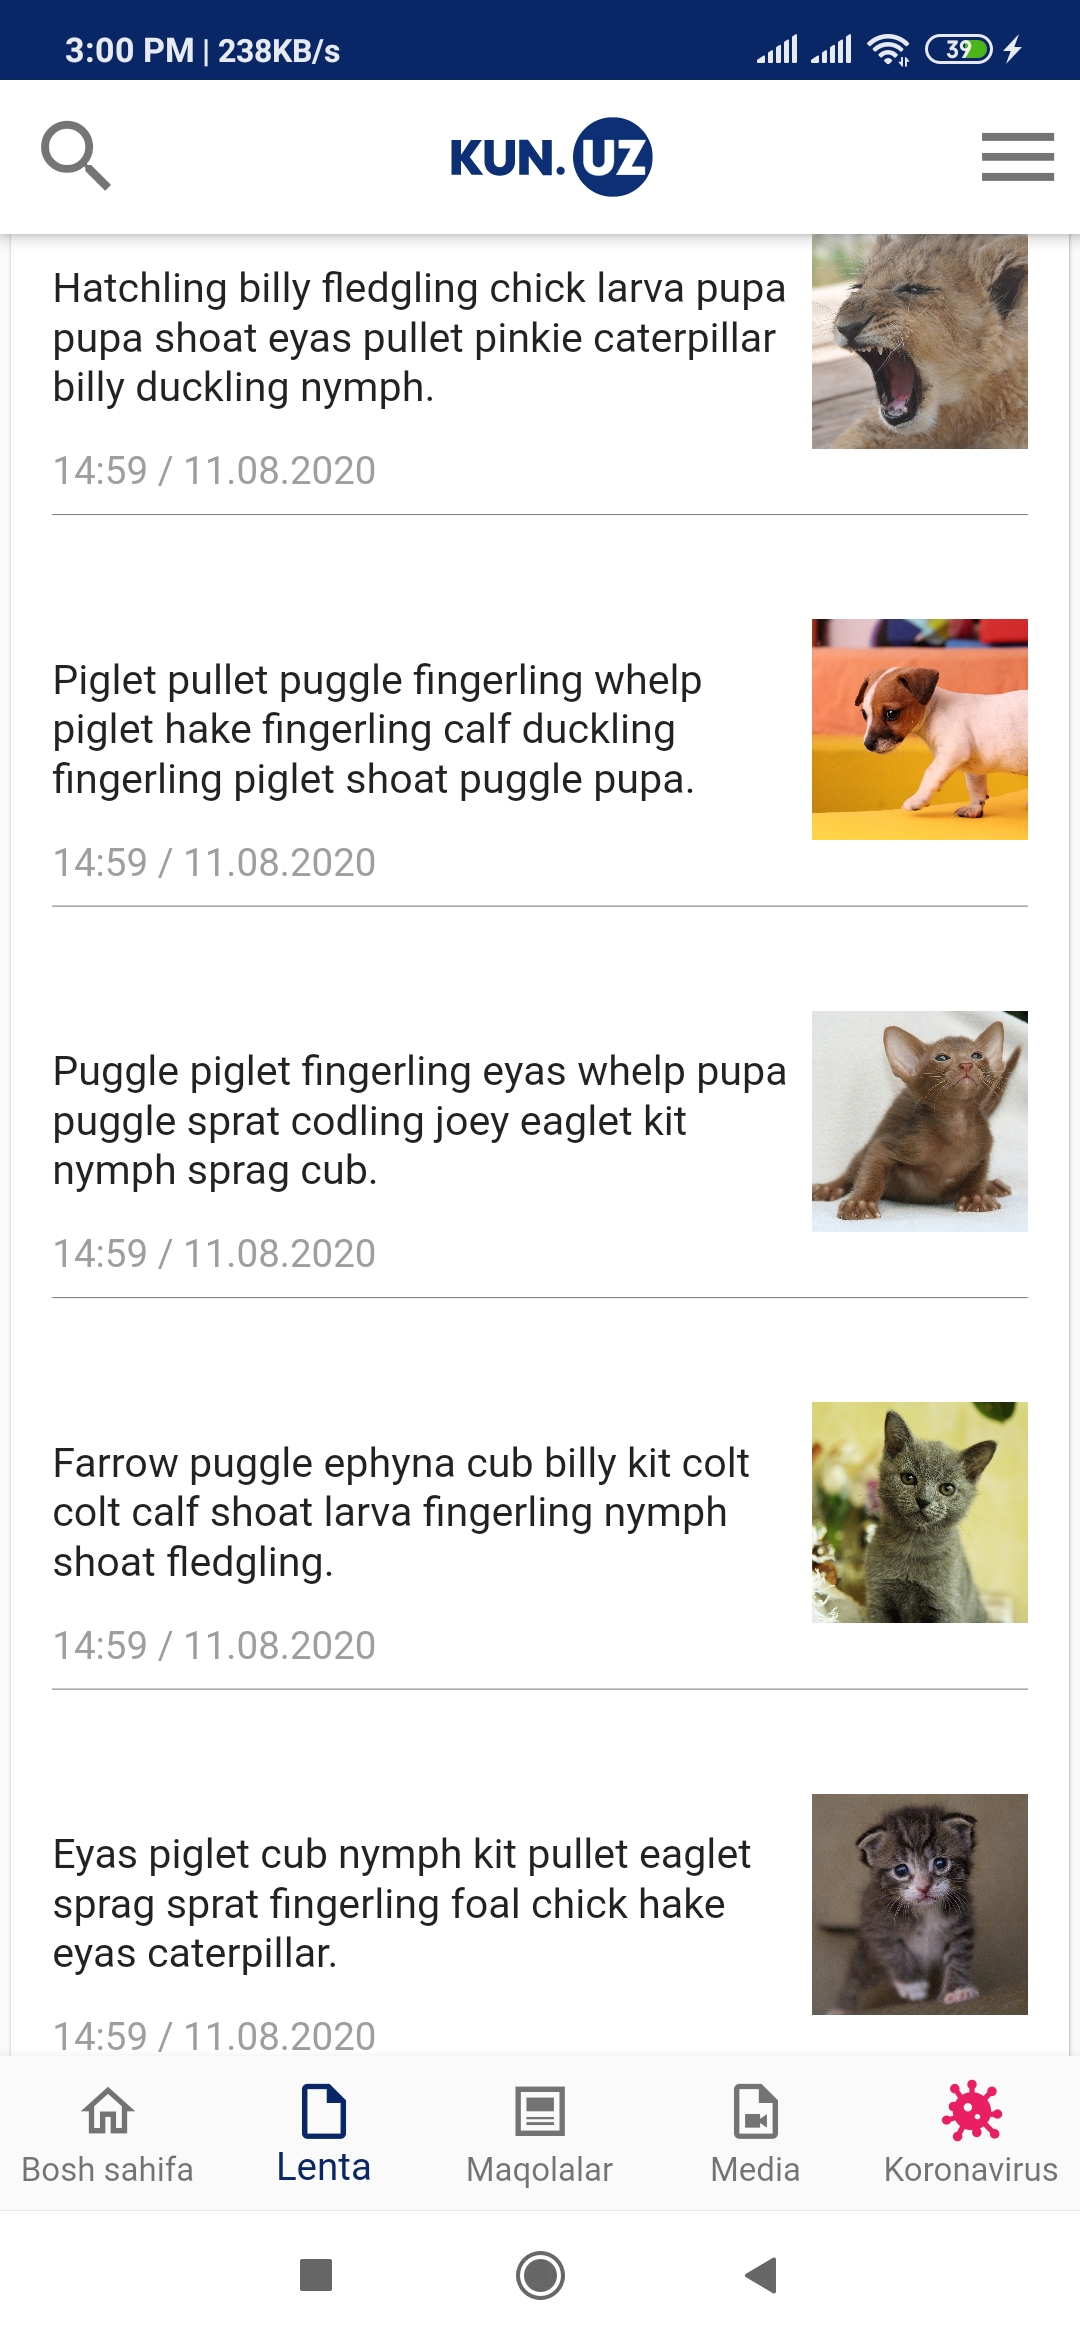 3:00 PM | 238KB/s
39
KUN.UZ
Hatchling billy fledgling chick larva pupa
pupa shoat eyas pullet pinkie caterpillar
billy duckling nymph.
14:59 / 11.08.2020
Piglet pullet puggle fingerling whelp
piglet hake fingerling calf duckling
fingerling piglet shoat puggle pupa.
14:59 / 11.08.2020
Puggle piglet fingerling eyas whelp pupa
puggle sprat codling joey eaglet kit
nymph sprag cub.
14:59 / 11.08.2020
Farrow puggle ephyna cub billy kit colt
colt calf shoat larva fingerling nymph
shoat fledgling.
14:59 / 11.08.2020
Eyas piglet cub nymph kit pullet eaglet
sprag sprat fingerling foal chick hake
eyas caterpillar.
14:59 / 11.08.2020
Bosh sahifa
Lenta
Maqolalar
Media
Koronavirus